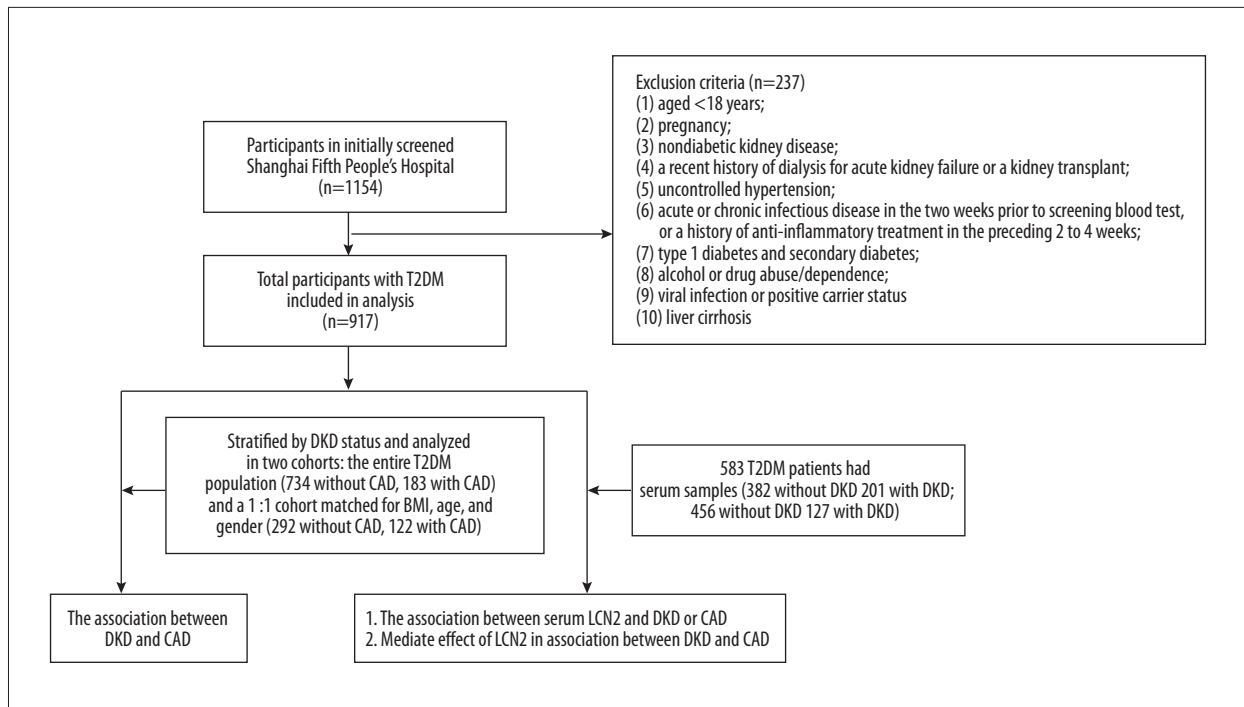 Participants in initially screened
Shanghai Fifth People's Hospital
(n=1154)
Exclusion criteria (n=237)
(1) aged <18 years;
(2) pregnancy;
(3) nondiabetic kidney disease;
(4) a recent history of dialysis for acute kidney failure or a kidney transplant;
(5) uncontrolled hypertension;
(6) acute or chronic infectious disease in the two weeks prior to screening blood test,
or a history of anti-inflammatory treatment in the preceding 2 to 4 weeks;
(7) type 1 diabetes and secondary diabetes;
(8) alcohol or drug abuse/dependence;
(9) viral infection or positive carrier status
(10) liver cirrhosis
Total participants with T2DM
included in analysis
(n=917)
Stratified by DKD status and analyzed
in two cohorts: the entire T2DM
population (734 without CAD, 183 with CAD)
and a 1 :1 cohort matched for BMI, age, and
gender (292 without CAD, 122 with CAD)
583 T2DM patients had
serum samples (382 without DKD 201 with DKD;
456 without DKD 127 with DKD)
The association between
DKD and CAD
1. The association between serum LCN2 and DKD or CAD
2. Mediate effect of LCN2 in association between DKD and CAD